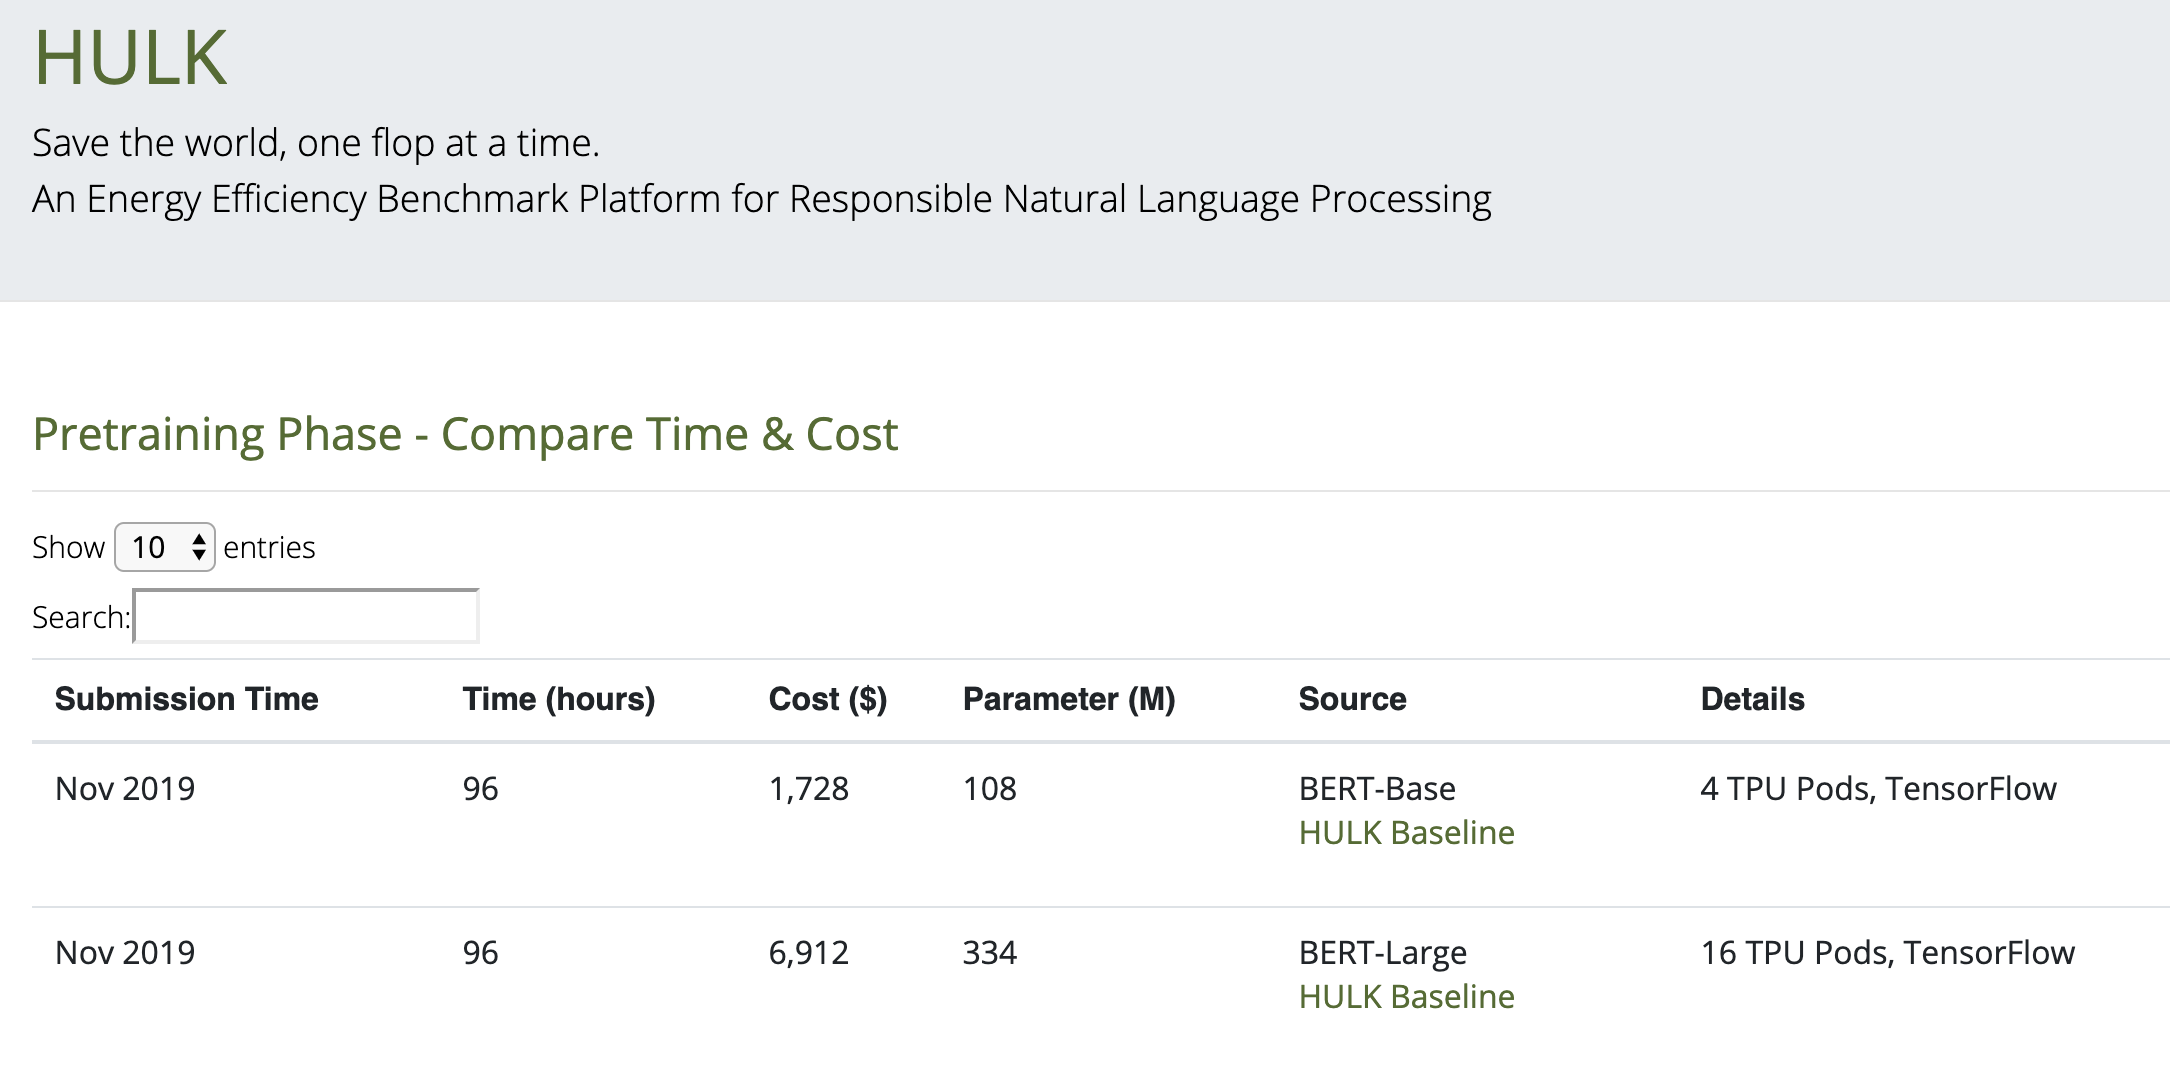 HULK
Save the world, one flop at a time.
An Energy Efficiency Benchmark Platform for Responsible Natural Language Processing
Pretraining Phase - Compare Time & Cost
Show 10 entries
Search:
Submission Time Time (hours) Cost ($) Parameter (M) Source Details
Nov 2019 96 1,728 108 BERT-Base 4 TPU Pods, TensorFlow
HULK Baseline
Nov 2019 96 6,912 334 BERT-Large 16 TPU Pods, TensorFlow
HULK Baseline